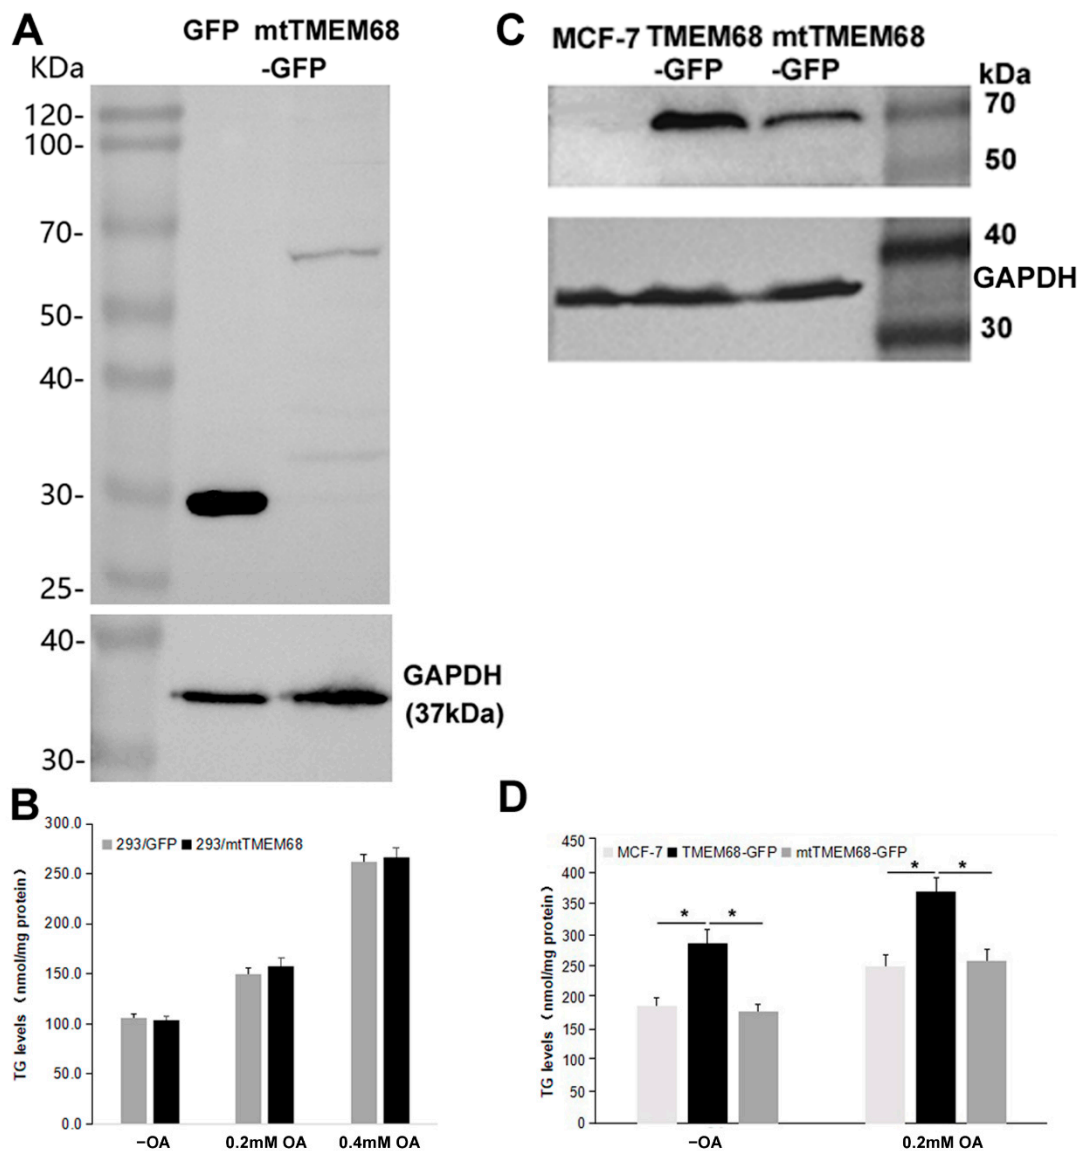 A
GFP mtTMEM68
-GFP
KDa
120-
100-
70-
50-
40-
30-
25-
40-
30-
GAPDH
(37kDa)
C
MCF-7 TMEM68 mtTMEM68
-GFP -GFP
kDa
70
50
40
GAPDH
30
B
300.0
250.0
200.0
150.0
100.0
50.0
0.0
TG levels (nmol/mg protein)
293/GFP 293/mtTMEM68
−OA 0.2mM OA 0.4mM OA
D
450
400
350
300
250
200
150
100
50
0
TG levels (nmol/mg protein)
MCF-7 TMEM68-GFP mtTMEM68-GFP
* *
* *
−OA 0.2mM OA